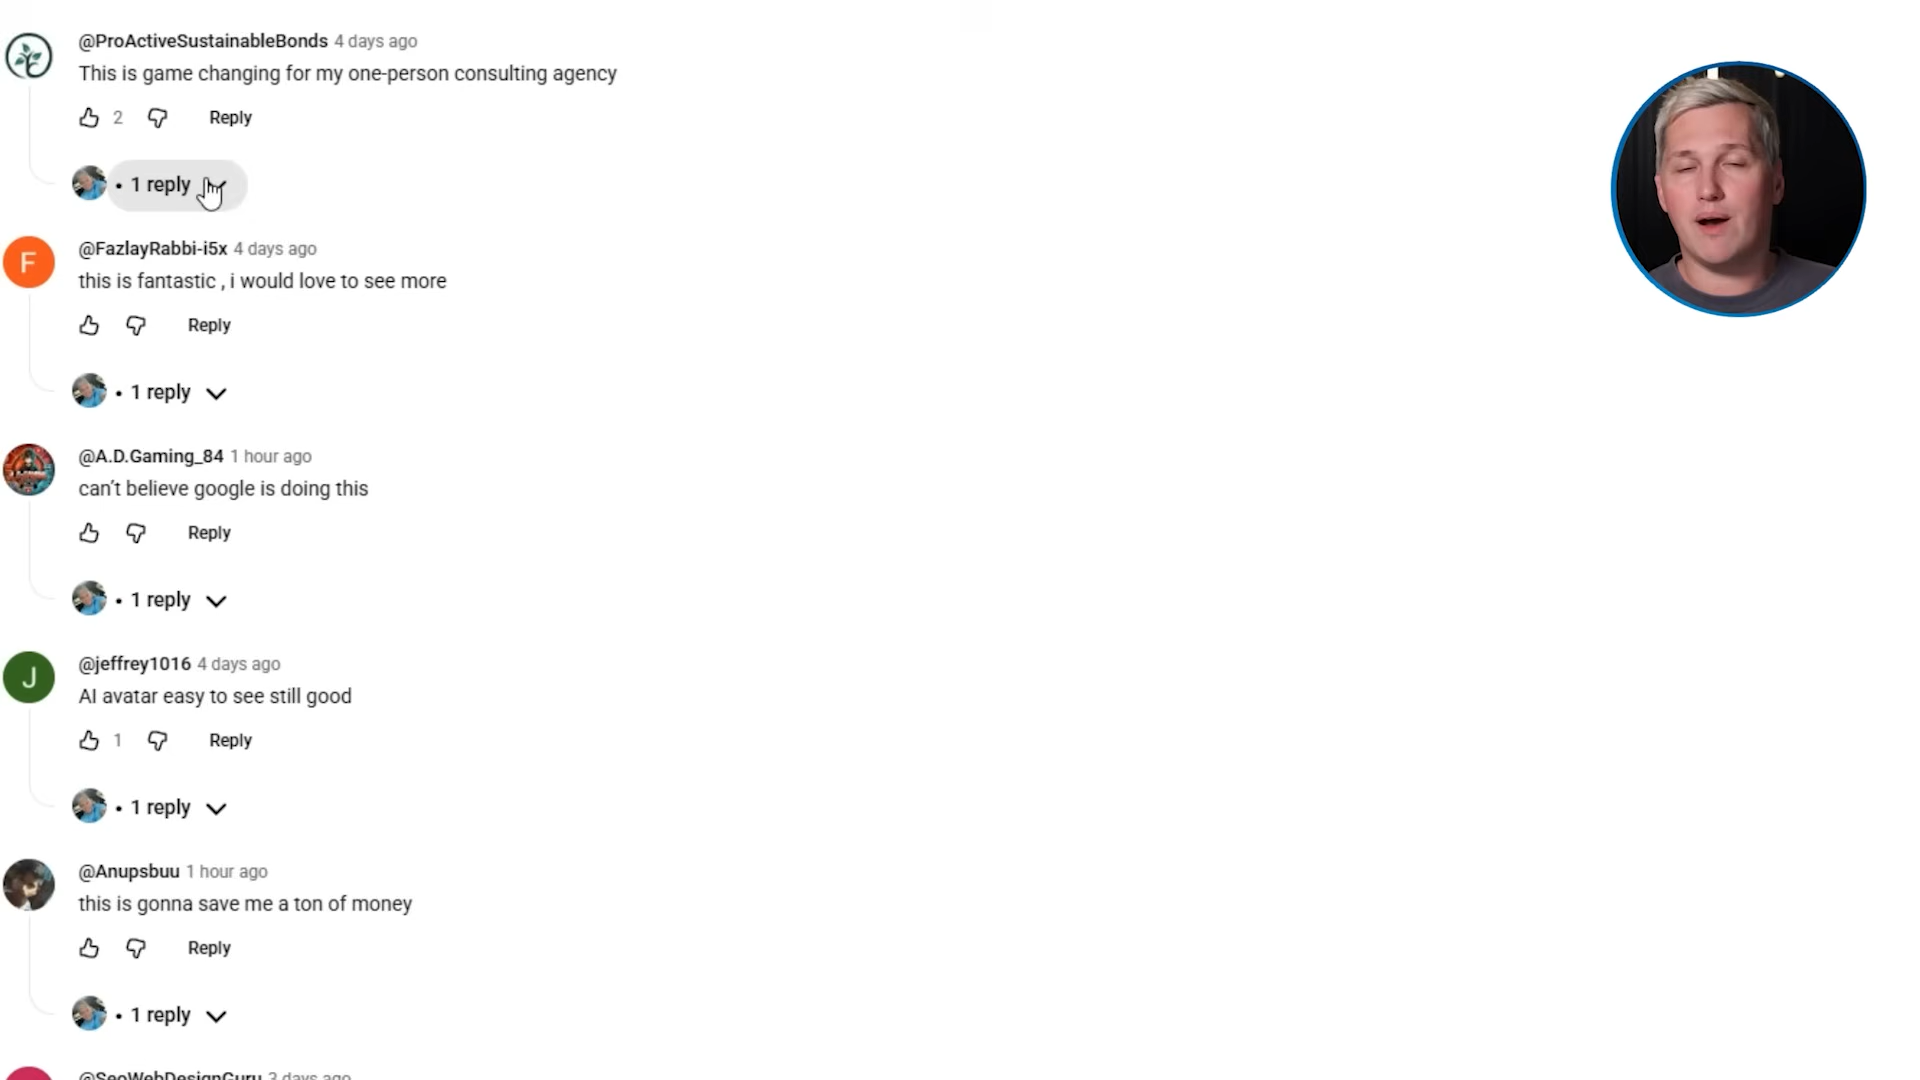 @ProActiveSustainableBonds 4 days ago
This is game changing for my one-person consulting agency
2 Reply
• 1 reply
F
@FazlayRabbi-i5x 4 days ago
this is fantastic , i would love to see more
Reply
• 1 reply
@A.D.Gaming_84 1 hour ago
can't believe google is doing this
Reply
• 1 reply
J
@jeffrey1016 4 days ago
AI avatar easy to see still good
1 Reply
• 1 reply
@Anupsbuu 1 hour ago
this is gonna save me a ton of money
Reply
• 1 reply
@SeoWebDesignGuru 3 days ago